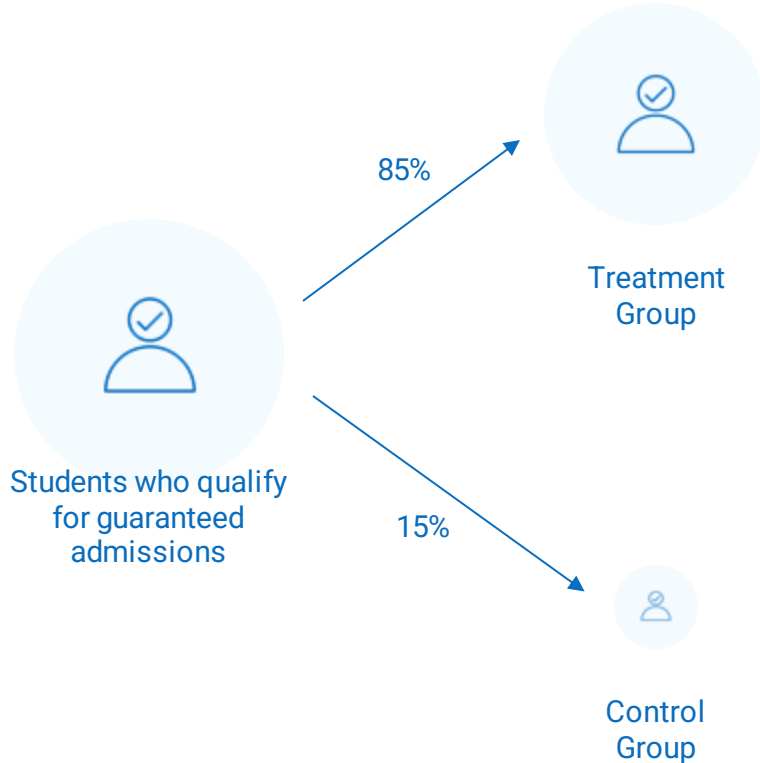 85%
Treatment
Group
Students who qualify
for guaranteed
admissions
15%
Control
Group